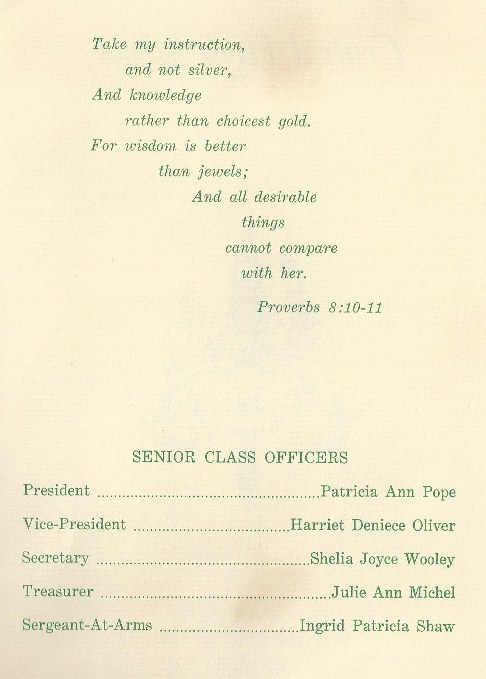 Take my instruction,
and not silver,
And knowledge
rather than choicest gold.
For wisdom is better
than jewels;
And all desirable
things
cannot compare
with her.
Proverbs 8:10-11
SENIOR CLASS OFFICERS
President ........................................Patricia Ann Pope
Vice-President ............................Harriet Deniece Oliver
Secretary ......................................Shelia Joyce Wooley
Treasurer .........................................Julie Ann Michel
Sergeant-At-Arms .........................Ingrid Patricia Shaw